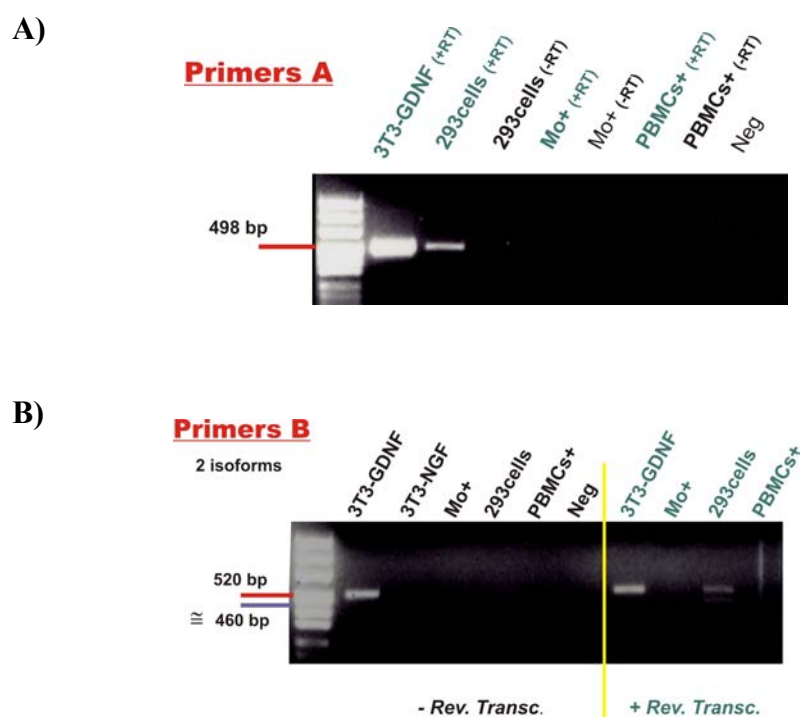 A)
Primers A
3T3-GDNF (+RT)
293cells (+RT)
293cells (-RT)
Mo+ (+RT)
Mo+ (-RT)
PBMCs+ (+RT)
PBMCs+ (-RT)
Neg
498 bp
B)
Primers B
2 isoforms
3T3-GDNF
3T3-NGF
Mo+
293cells
PBMCs+
Neg
3T3-GDNF
Mo+
293cells
PBMCs+
520 bp
≅ 460 bp
- Rev. Transc.
+ Rev. Transc.